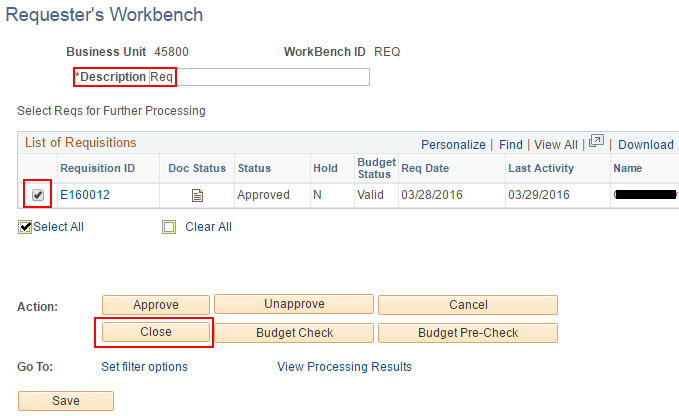 Requester's Workbench
Business Unit 45800 WorkBench ID REQ
*Description Req
Select Reqs for Further Processing
List of Requisitions Personalize | Find | View All | | Download
Requisition ID Doc Status Status Hold Budget Status Req Date Last Activity Name
E160012 Approved N Valid 03/28/2016 03/29/2016
Select All Clear All
Action: Approve Unapprove Cancel
Close Budget Check Budget Pre-Check
Go To: Set filter options View Processing Results
Save